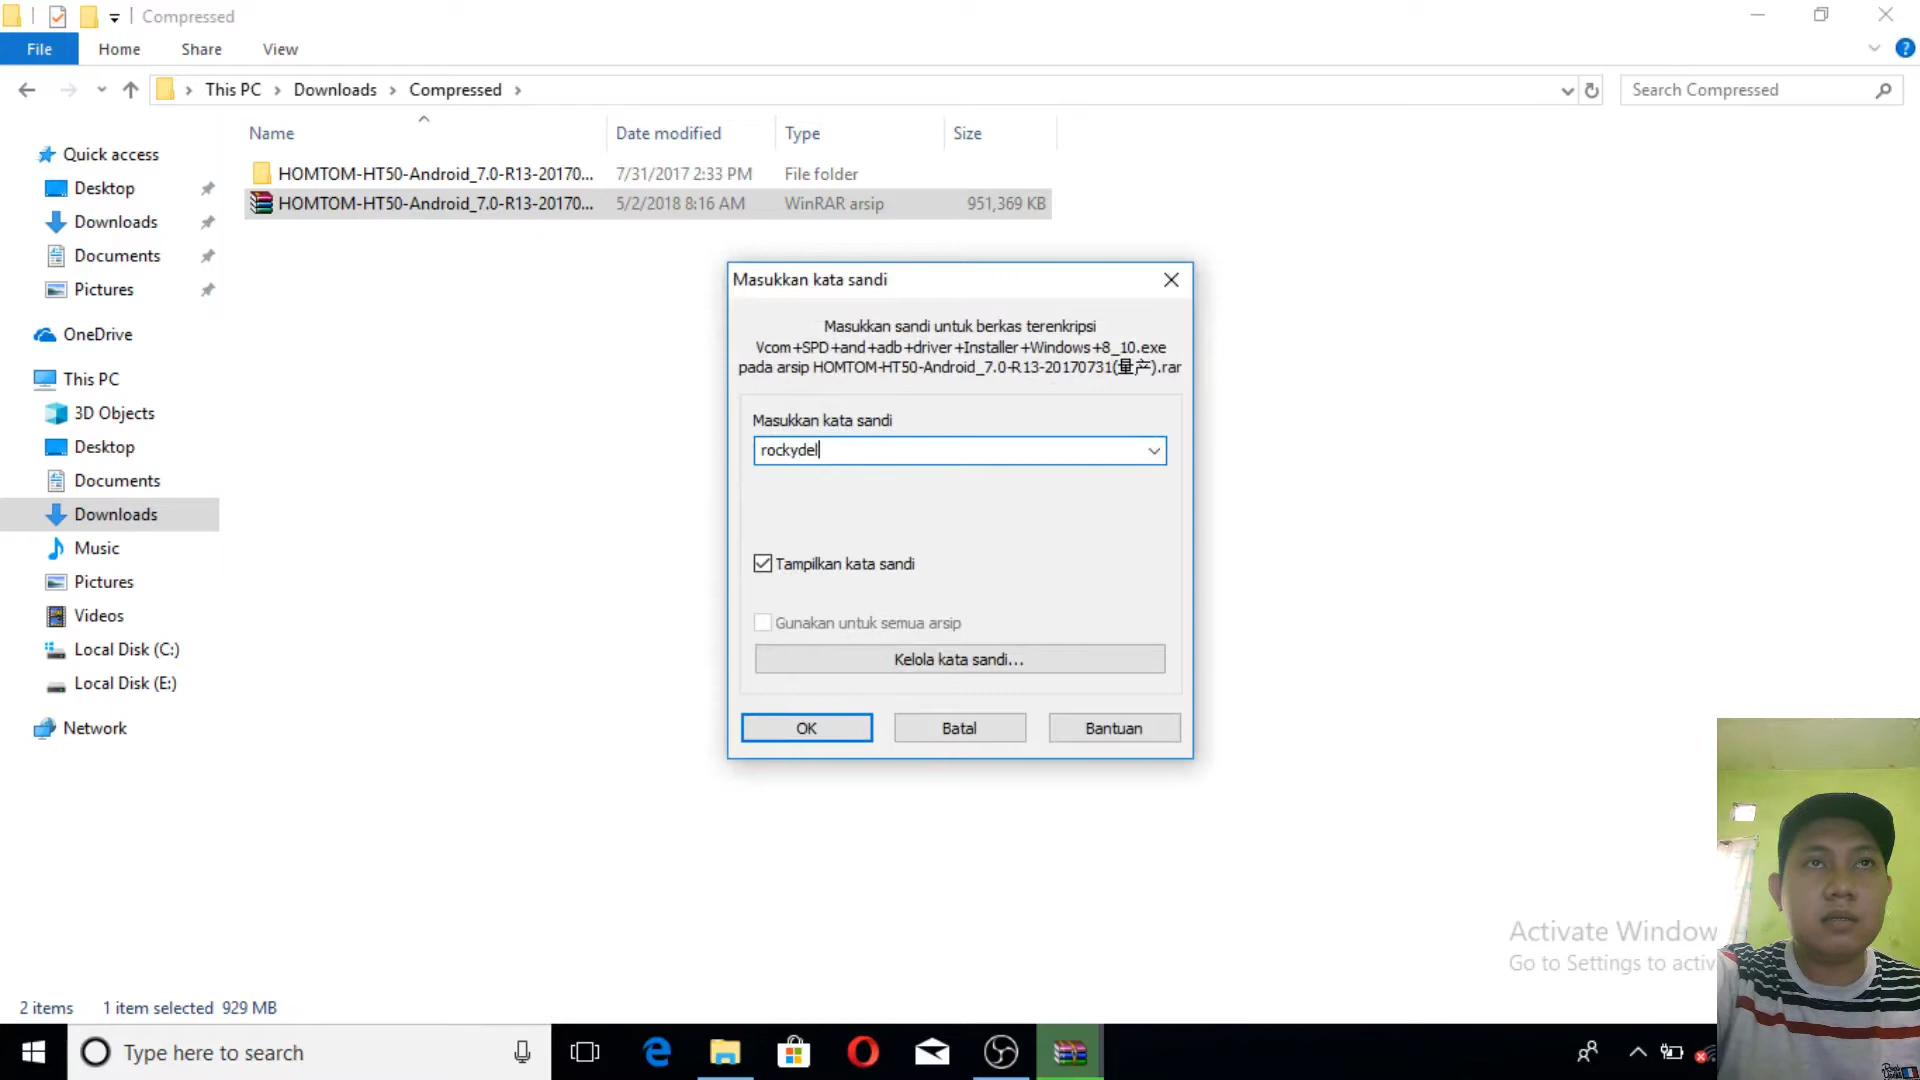 Compressed
File Home Share View
This PC Downloads Compressed
Search Compressed
Name Date modified Type Size
HOMTOM-HT50-Android_7.0-R13-20170... 7/31/2017 2:33 PM File folder
HOMTOM-HT50-Android_7.0-R13-20170... 5/2/2018 8:16 AM WinRAR arsip 951,369 KB
Quick access
Desktop
Downloads
Documents
Pictures
OneDrive
This PC
3D Objects
Desktop
Documents
Downloads
Music
Pictures
Videos
Local Disk (C:)
Local Disk (E:)
Network
Masukkan kata sandi
Masukkan sandi untuk berkas terenkripsi
Vcom+SPD+and+adb+driver+Installer+Windows+8_10.exe
pada arsip HOMTOM-HT50-Android_7.0-R13-20170731(量产).rar
Masukkan kata sandi
rockydel
Tampilkan kata sandi
Gunakan untuk semua arsip
Kelola kata sandi...
OK Batal Bantuan
Activate Window
Go to Settings to activ
2 items 1 item selected 929 MB
Type here to search